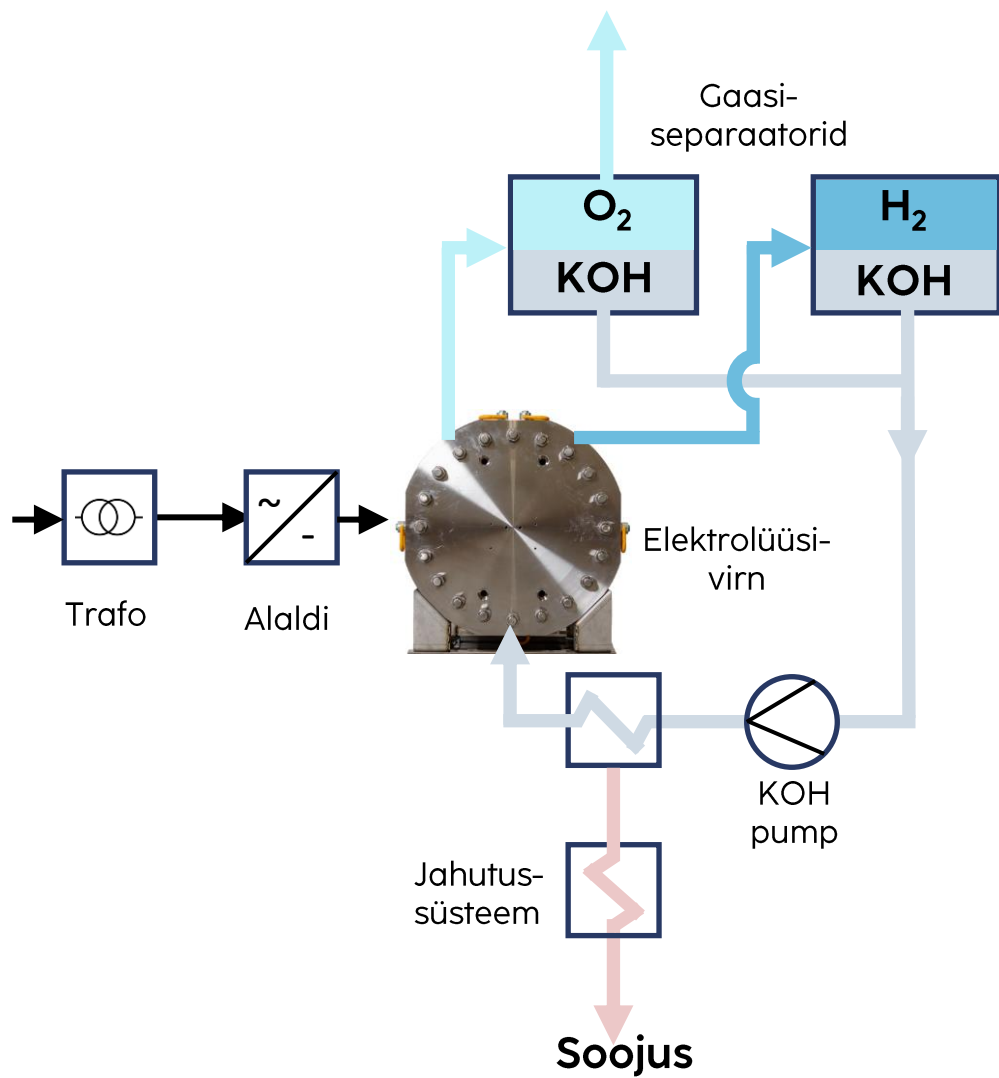 Gaasi-
separaatorid
O₂
H₂
KOH
KOH
~
-
Elektrolüüsi-
virn
Trafo
Alaldi
KOH
pump
Jahutus-
süsteem
Soojus